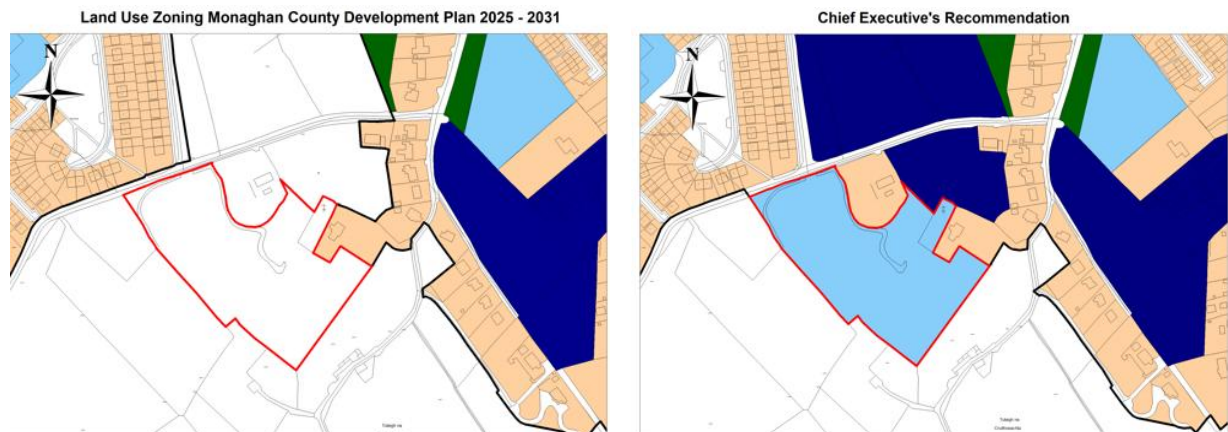 Land Use Zoning Monaghan County Development Plan 2025 - 2031
Chief Executive's Recommendation
N
N